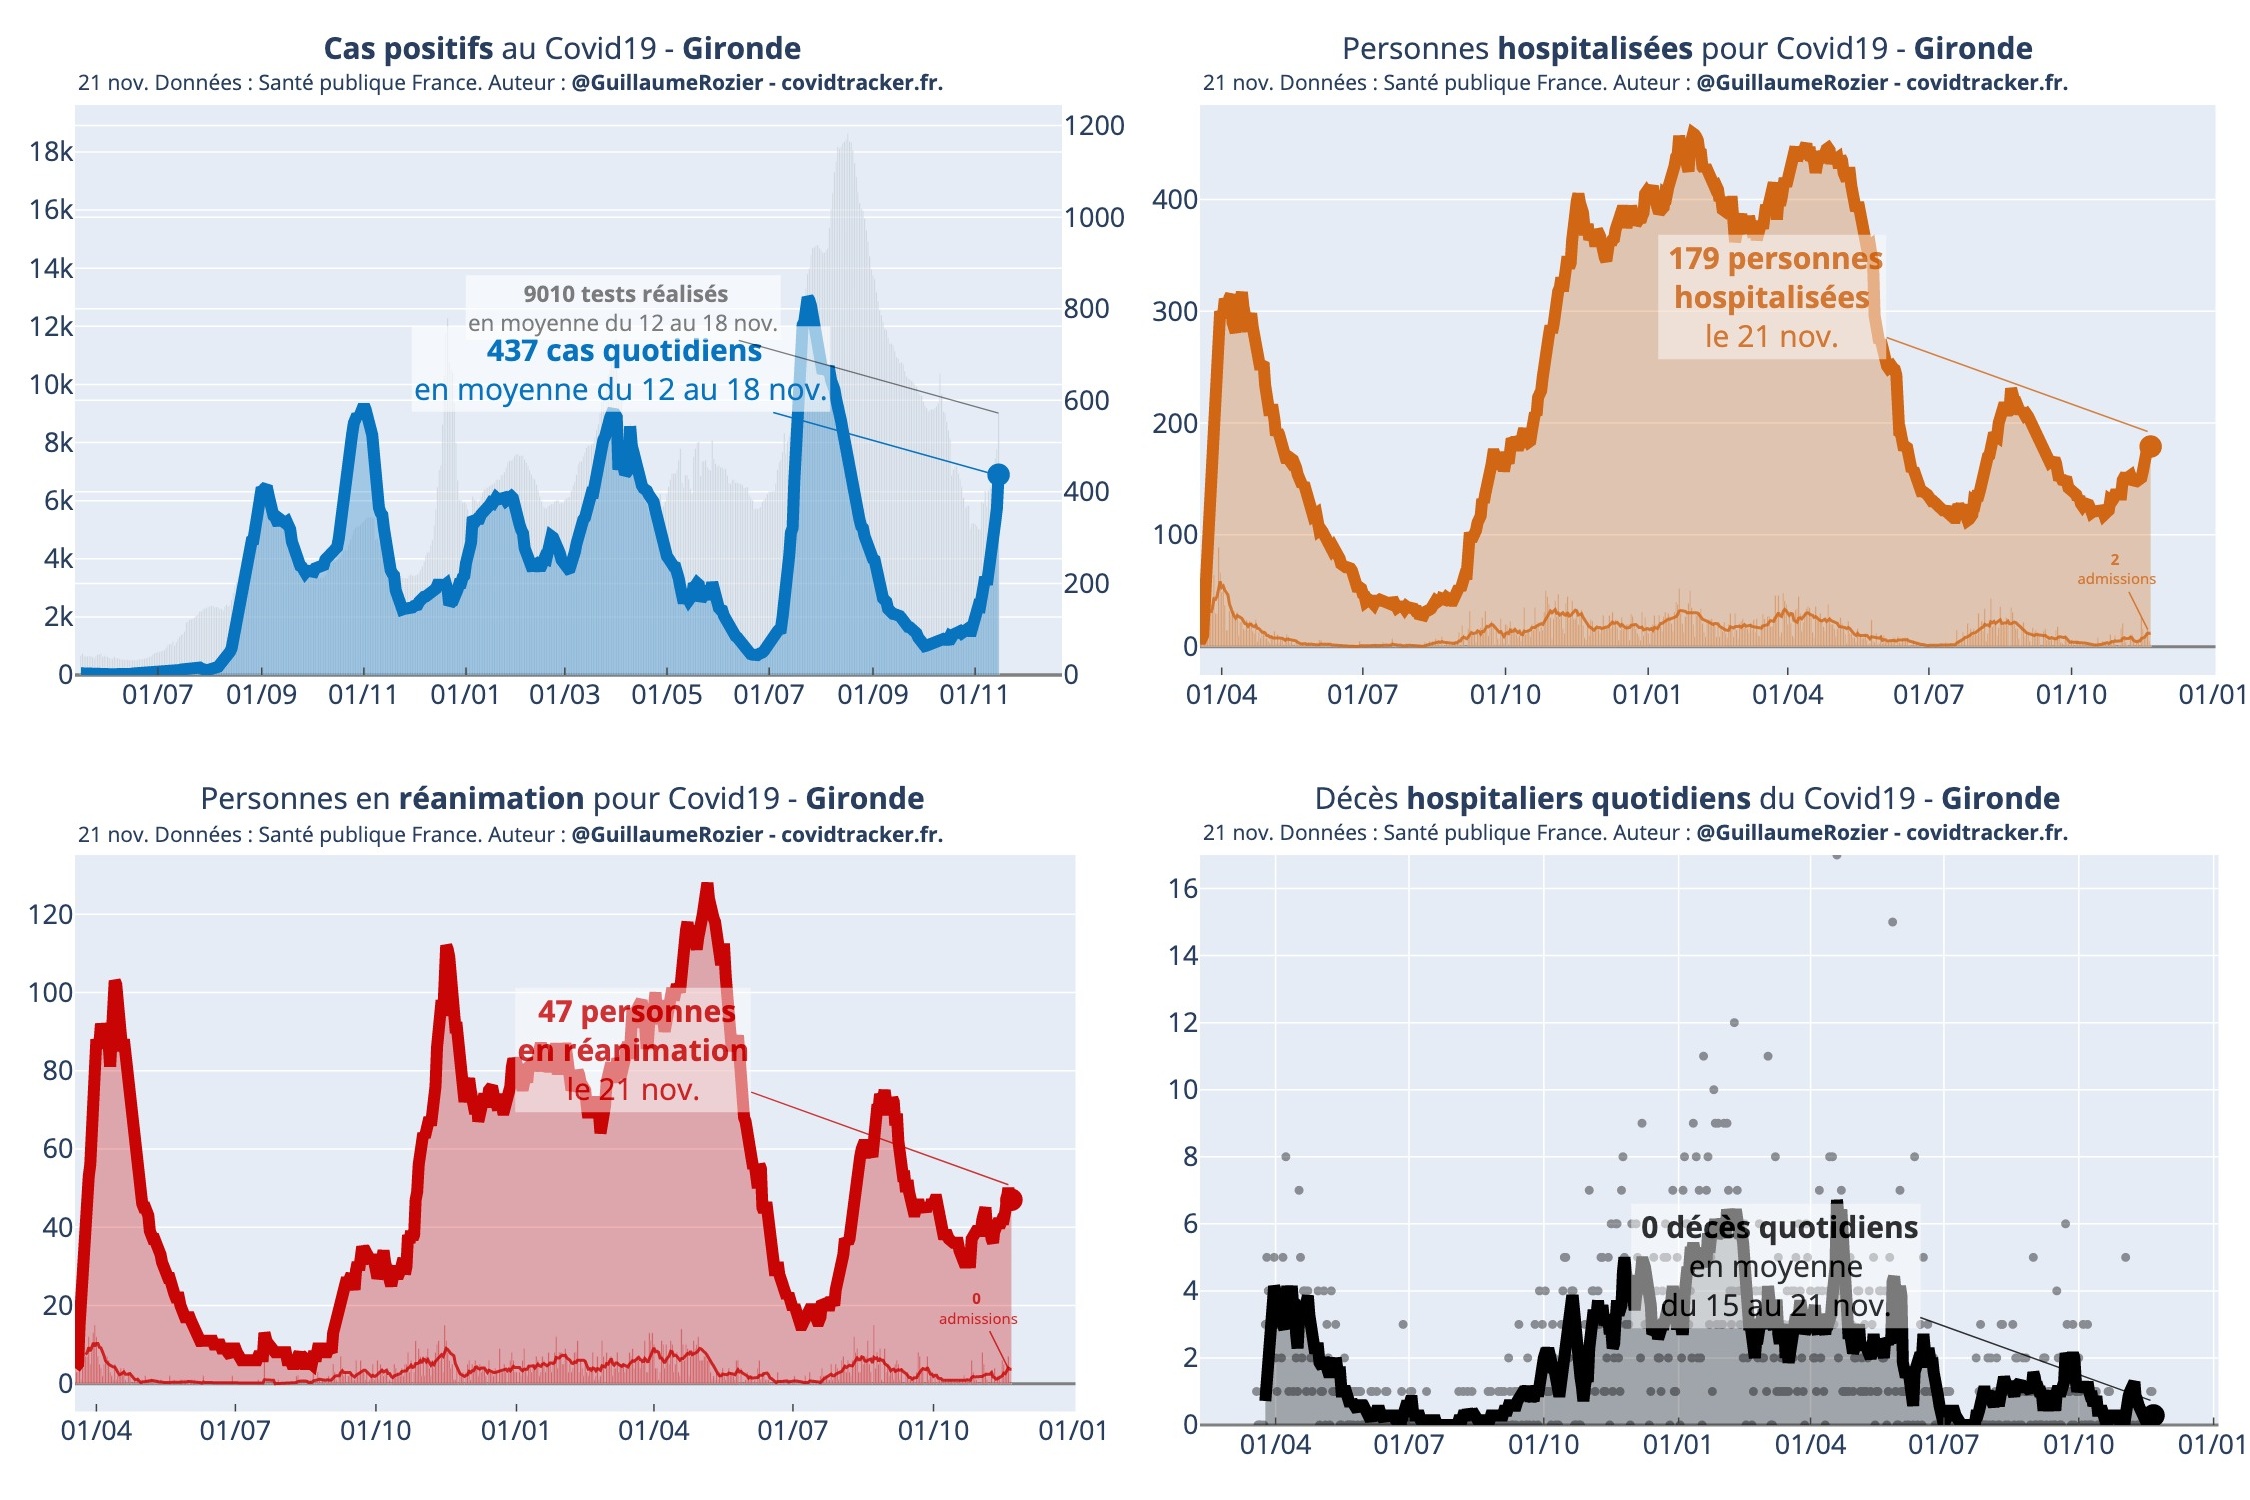 Cas positifs au Covid19 - Gironde
21 nov. Données : Santé publique France. Auteur : @GuillaumeRozier - covidtracker.fr.
18k
16k
14k
12k
10k
8k
6k
4k
2k
0
1200
1000
800
600
400
200
0
9010 tests réalisés
en moyenne du 12 au 18 nov.
437 cas quotidiens
en moyenne du 12 au 18 nov.
01/07 01/09 01/11 01/01 01/03 01/05 01/07 01/09 01/11
Personnes hospitalisées pour Covid19 - Gironde
21 nov. Données : Santé publique France. Auteur : @GuillaumeRozier - covidtracker.fr.
400
300
200
100
0
179 personnes
hospitalisées
le 21 nov.
2
admissions
01/04 01/07 01/10 01/01 01/04 01/07 01/10 01/01
Personnes en réanimation pour Covid19 - Gironde
21 nov. Données : Santé publique France. Auteur : @GuillaumeRozier - covidtracker.fr.
120
100
80
60
40
20
0
47 personnes
en réanimation
le 21 nov.
0
admissions
01/04 01/07 01/10 01/01 01/04 01/07 01/10 01/01
Décès hospitaliers quotidiens du Covid19 - Gironde
21 nov. Données : Santé publique France. Auteur : @GuillaumeRozier - covidtracker.fr.
16
14
12
10
8
6
4
2
0
0 décès quotidiens
en moyenne
du 15 au 21 nov.
01/04 01/07 01/10 01/01 01/04 01/07 01/10 01/01